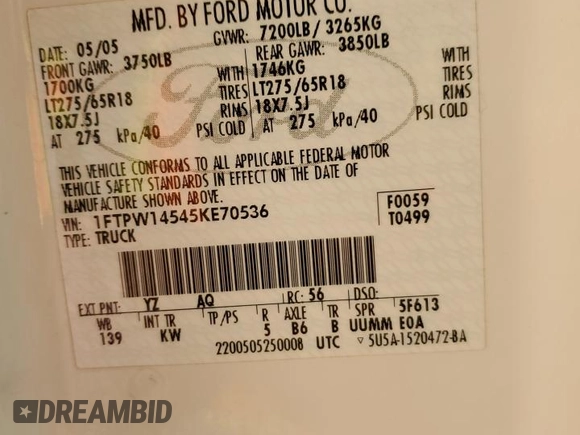 MFD. BY FORD MOTOR CO.
DATE: 05/05 GVWR: 7200LB / 3265KG
FRONT GAWR: 3750LB REAR GAWR: 3850LB
1700KG WITH 1746KG WITH
LT275/65R18 TIRES LT275/65R18 TIRES
18X7.5J RIMS 18X7.5J RIMS
AT 275 kPa/40 PSI COLD AT 275 kPa/40 PSI COLD
Ford
THIS VEHICLE CONFORMS TO ALL APPLICABLE FEDERAL MOTOR
VEHICLE SAFETY STANDARDS IN EFFECT ON THE DATE OF
MANUFACTURE SHOWN ABOVE.
VIN: 1FTPW14545KE70536 F0059
TYPE: TRUCK T0499
EXT PNT: YZ AQ RC: 56 DSO:
WB INT TR TP/PS R AXLE TR SPR 5F613
139 KW 5 B6 B UUMM E0A
2200505250008 UTC ▽ 5U5A-1520472-BA
DREAMBID